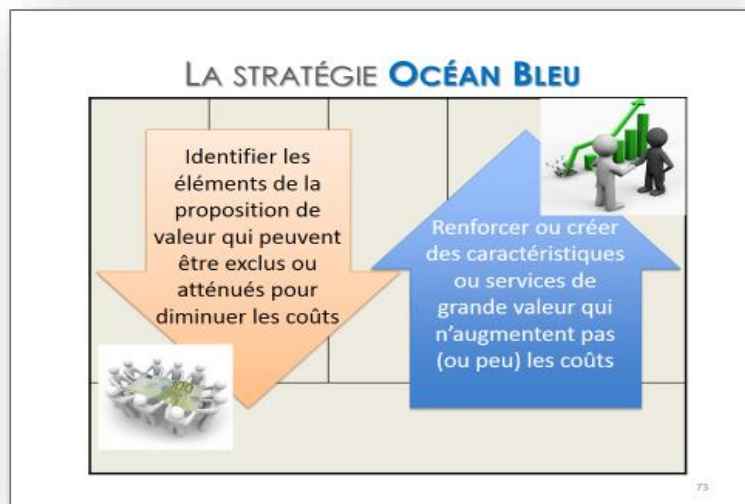 LA STRATÉGIE OCÉAN BLEU
Identifier les
éléments de la
proposition de
valeur qui peuvent
être exclus ou
atténués pour
diminuer les coûts
Renforcer ou créer
des caractéristiques
ou services de
grande valeur qui
n’augmentent pas
(ou peu) les coûts
73